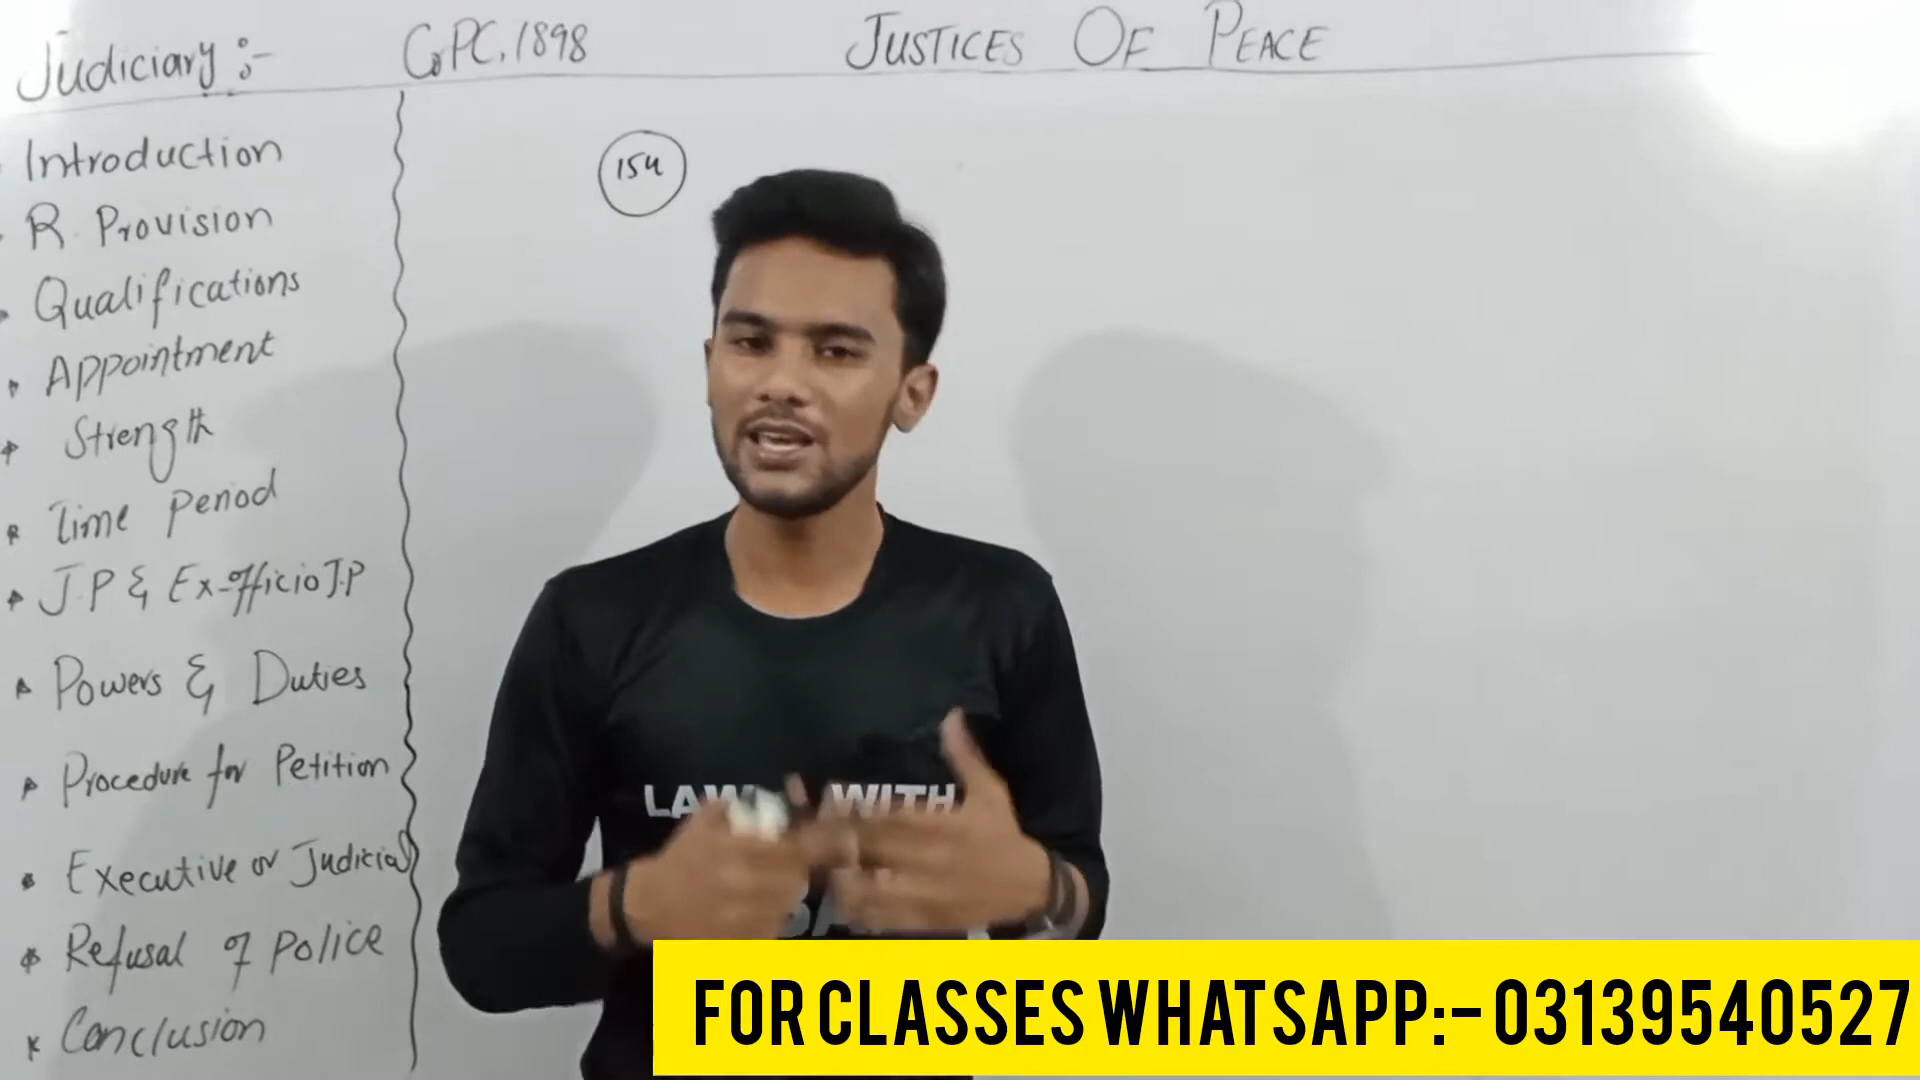 Judiciary :- CrPC, 1898 JUSTICES OF PEACE
154
Introduction
R. Provision
Qualifications
Appointment
Strength
Time period
J.P & Ex-officio J.P
Powers & Duties
Procedure for Petition
Executive or Judicial
Refusal of police
Conclusion
LAW WITH
FOR CLASSES WHATSAPP:- 03139540527